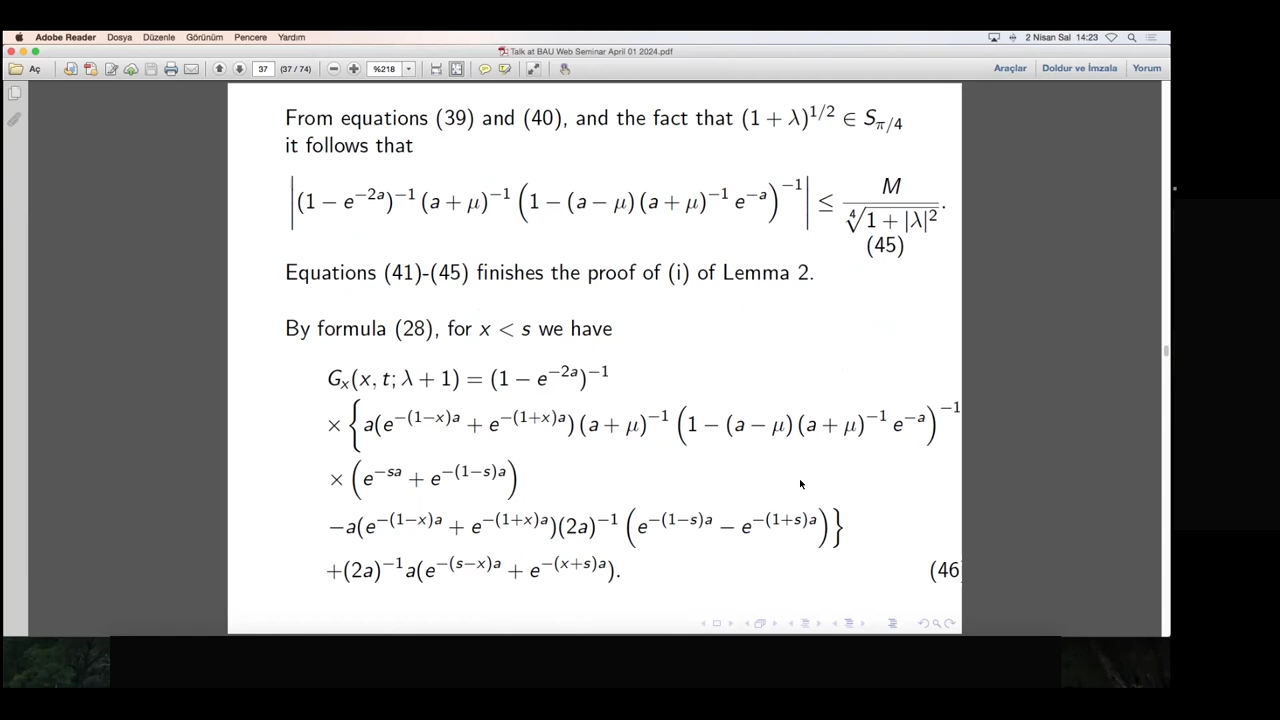 Adobe Reader Dosya Düzenle Görünüm Pencere Yardım 2 Nisan Sal 14:23
Talk at BAU Web Seminar April 01 2024.pdf
Aç 37 (37 / 74) %218 Araçlar Doldur ve İmzala Yorum
From equations (39) and (40), and the fact that (1 + λ)^{1/2} ∈ S_{π/4}
it follows that
|(1 − e^{−2a})^{−1} (a + μ)^{−1} (1 − (a − μ) (a + μ)^{−1} e^{−a})^{−1}| ≤ M / ∜(1 + |λ|^2).
(45)
Equations (41)-(45) finishes the proof of (i) of Lemma 2.
By formula (28), for x < s we have
G_x(x, t; λ + 1) = (1 − e^{−2a})^{−1}
× {a(e^{−(1−x)a} + e^{−(1+x)a}) (a + μ)^{−1} (1 − (a − μ) (a + μ)^{−1} e^{−a})^{−1}
× (e^{−sa} + e^{−(1−s)a})
−a(e^{−(1−x)a} + e^{−(1+x)a})(2a)^{−1} (e^{−(1−s)a} − e^{−(1+s)a})}
+(2a)^{−1}a(e^{−(s−x)a} + e^{−(x+s)a}). (46